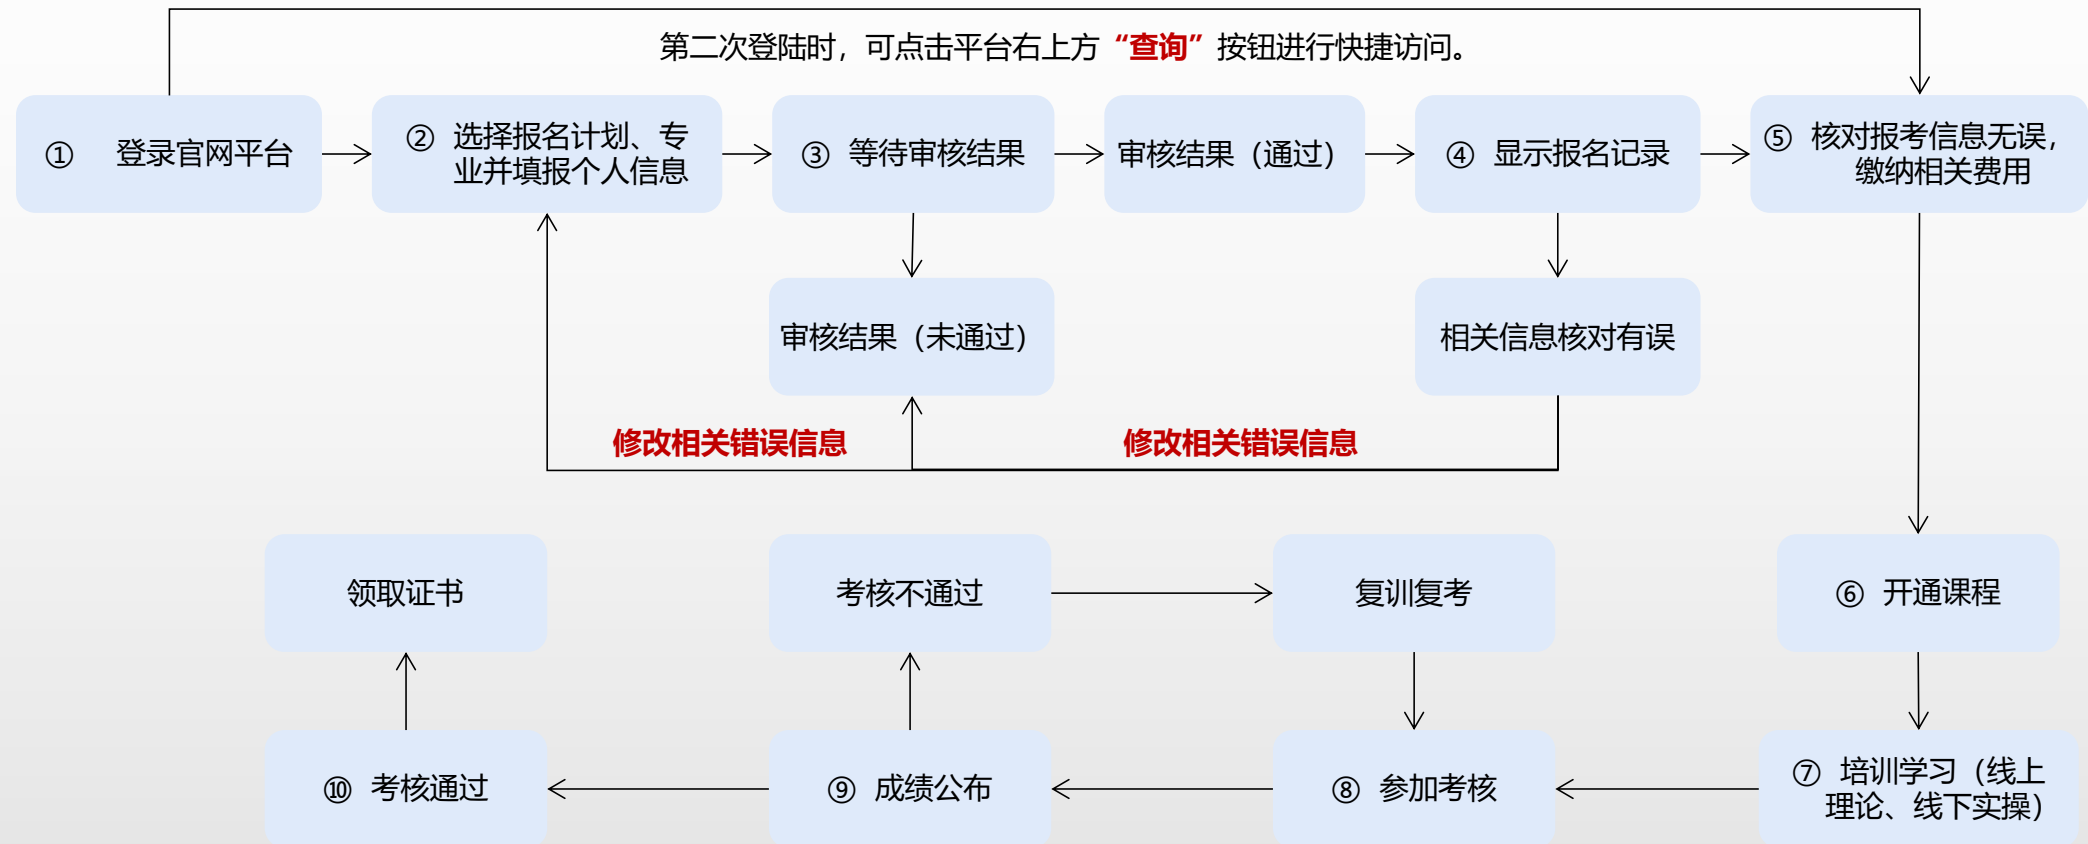 第二次登陆时，可点击平台右上方“查询”按钮进行快捷访问。
① 登录官网平台
② 选择报名计划、专
业并填报个人信息
③ 等待审核结果
审核结果（通过）
④ 显示报名记录
⑤ 核对报考信息无误，
缴纳相关费用
审核结果（未通过）
相关信息核对有误
修改相关错误信息
修改相关错误信息
领取证书
考核不通过
复训复考
⑥ 开通课程
⑩ 考核通过
⑨ 成绩公布
⑧ 参加考核
⑦ 培训学习（线上
理论、线下实操）